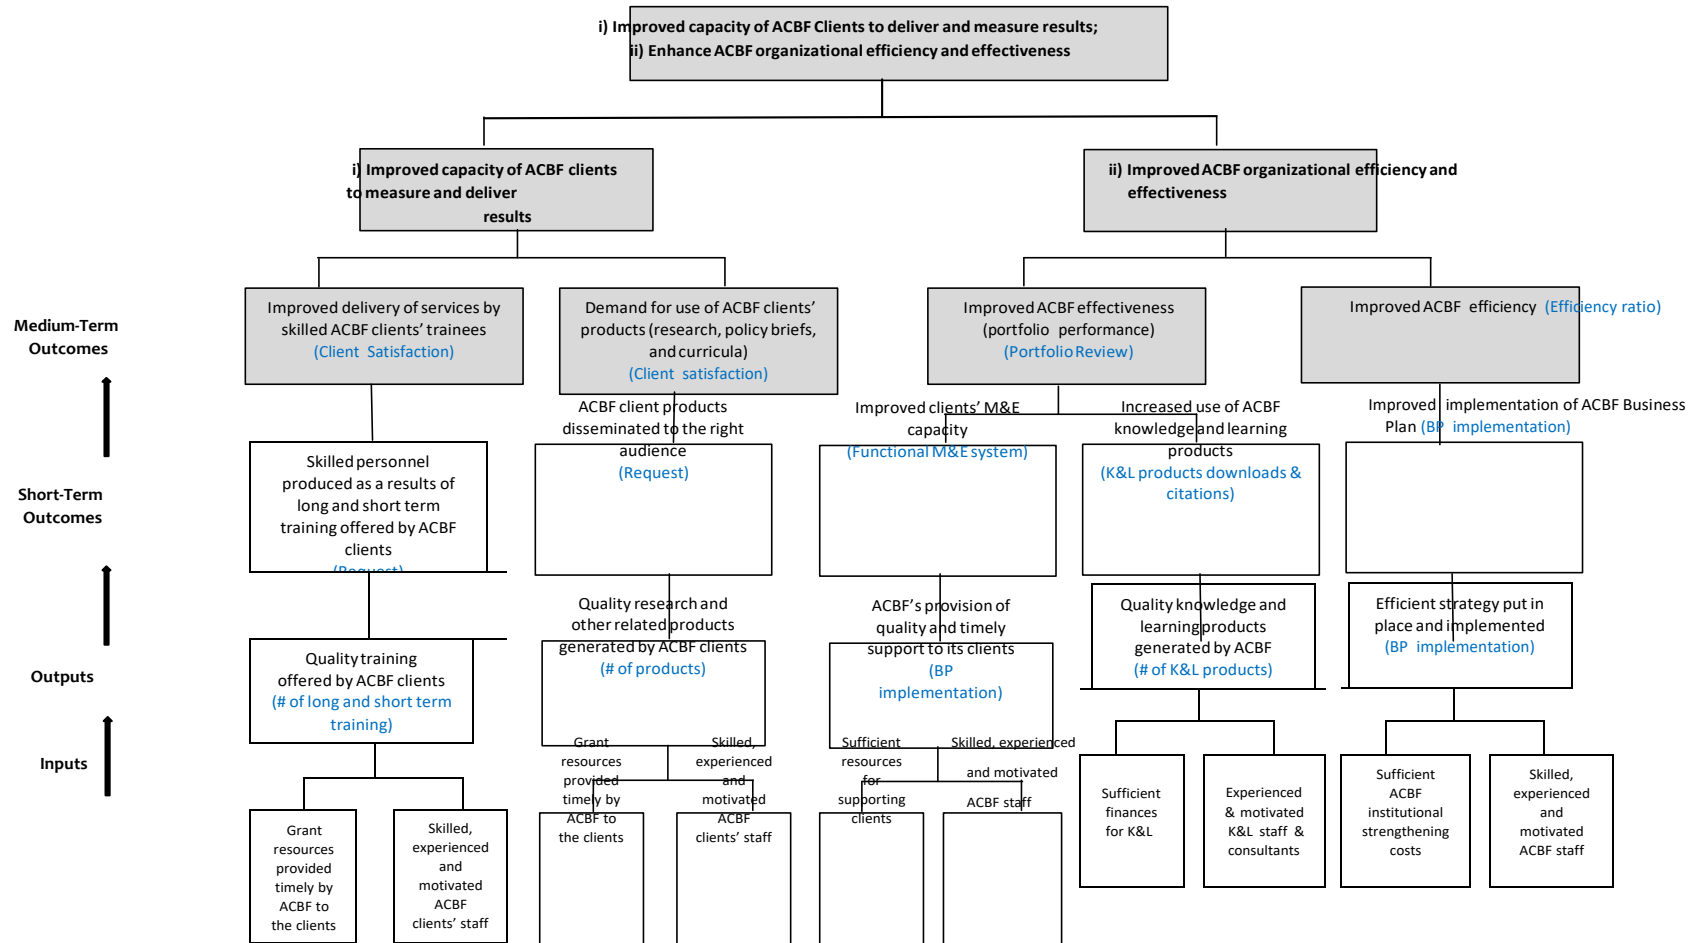 i) Improved capacity of ACBF Clients to deliver and measure results;
ii) Enhance ACBF organizational efficiency and effectiveness
i) Improved capacity of ACBF clients
to measure and deliver
results
ii) Improved ACBF organizational efficiency and
effectiveness
Medium-Term
Outcomes
Improved delivery of services by
skilled ACBF clients' trainees
(Client Satisfaction)
Demand for use of ACBF clients'
products (research, policy briefs,
and curricula)
(Client satisfaction)
Improved ACBF effectiveness
(portfolio performance)
(Portfolio Review)
Improved ACBF efficiency (Efficiency ratio)
Short-Term
Outcomes
Skilled personnel
produced as a results of
long and short term
training offered by ACBF
clients
(Request)
ACBF client products
disseminated to the right
audience
(Request)
Improved clients' M&E
capacity
(Functional M&E system)
Increased use of ACBF
knowledge and learning
products
(K&L products downloads &
citations)
Improved implementation of ACBF Business
Plan (BP implementation)
Outputs
Quality training
offered by ACBF clients
(# of long and short term
training)
Quality research and
other related products
generated by ACBF clients
(# of products)
ACBF's provision of
quality and timely
support to its clients
(BP
implementation)
Quality knowledge and
learning products
generated by ACBF
(# of K&L products)
Efficient strategy put in
place and implemented
(BP implementation)
Inputs
Grant
resources
provided
timely by
ACBF to
the clients
Skilled,
experienced
and
motivated
ACBF
clients' staff
Grant
resources
provided
timely by
ACBF to
the clients
Skilled,
experienced
and
motivated
ACBF
clients' staff
Sufficient
resources
for
supporting
clients
Skilled, experienced
and motivated
ACBF staff
Sufficient
finances
for K&L
Experienced
& motivated
K&L staff &
consultants
Sufficient
ACBF
institutional
strengthening
costs
Skilled,
experienced
and
motivated
ACBF staff